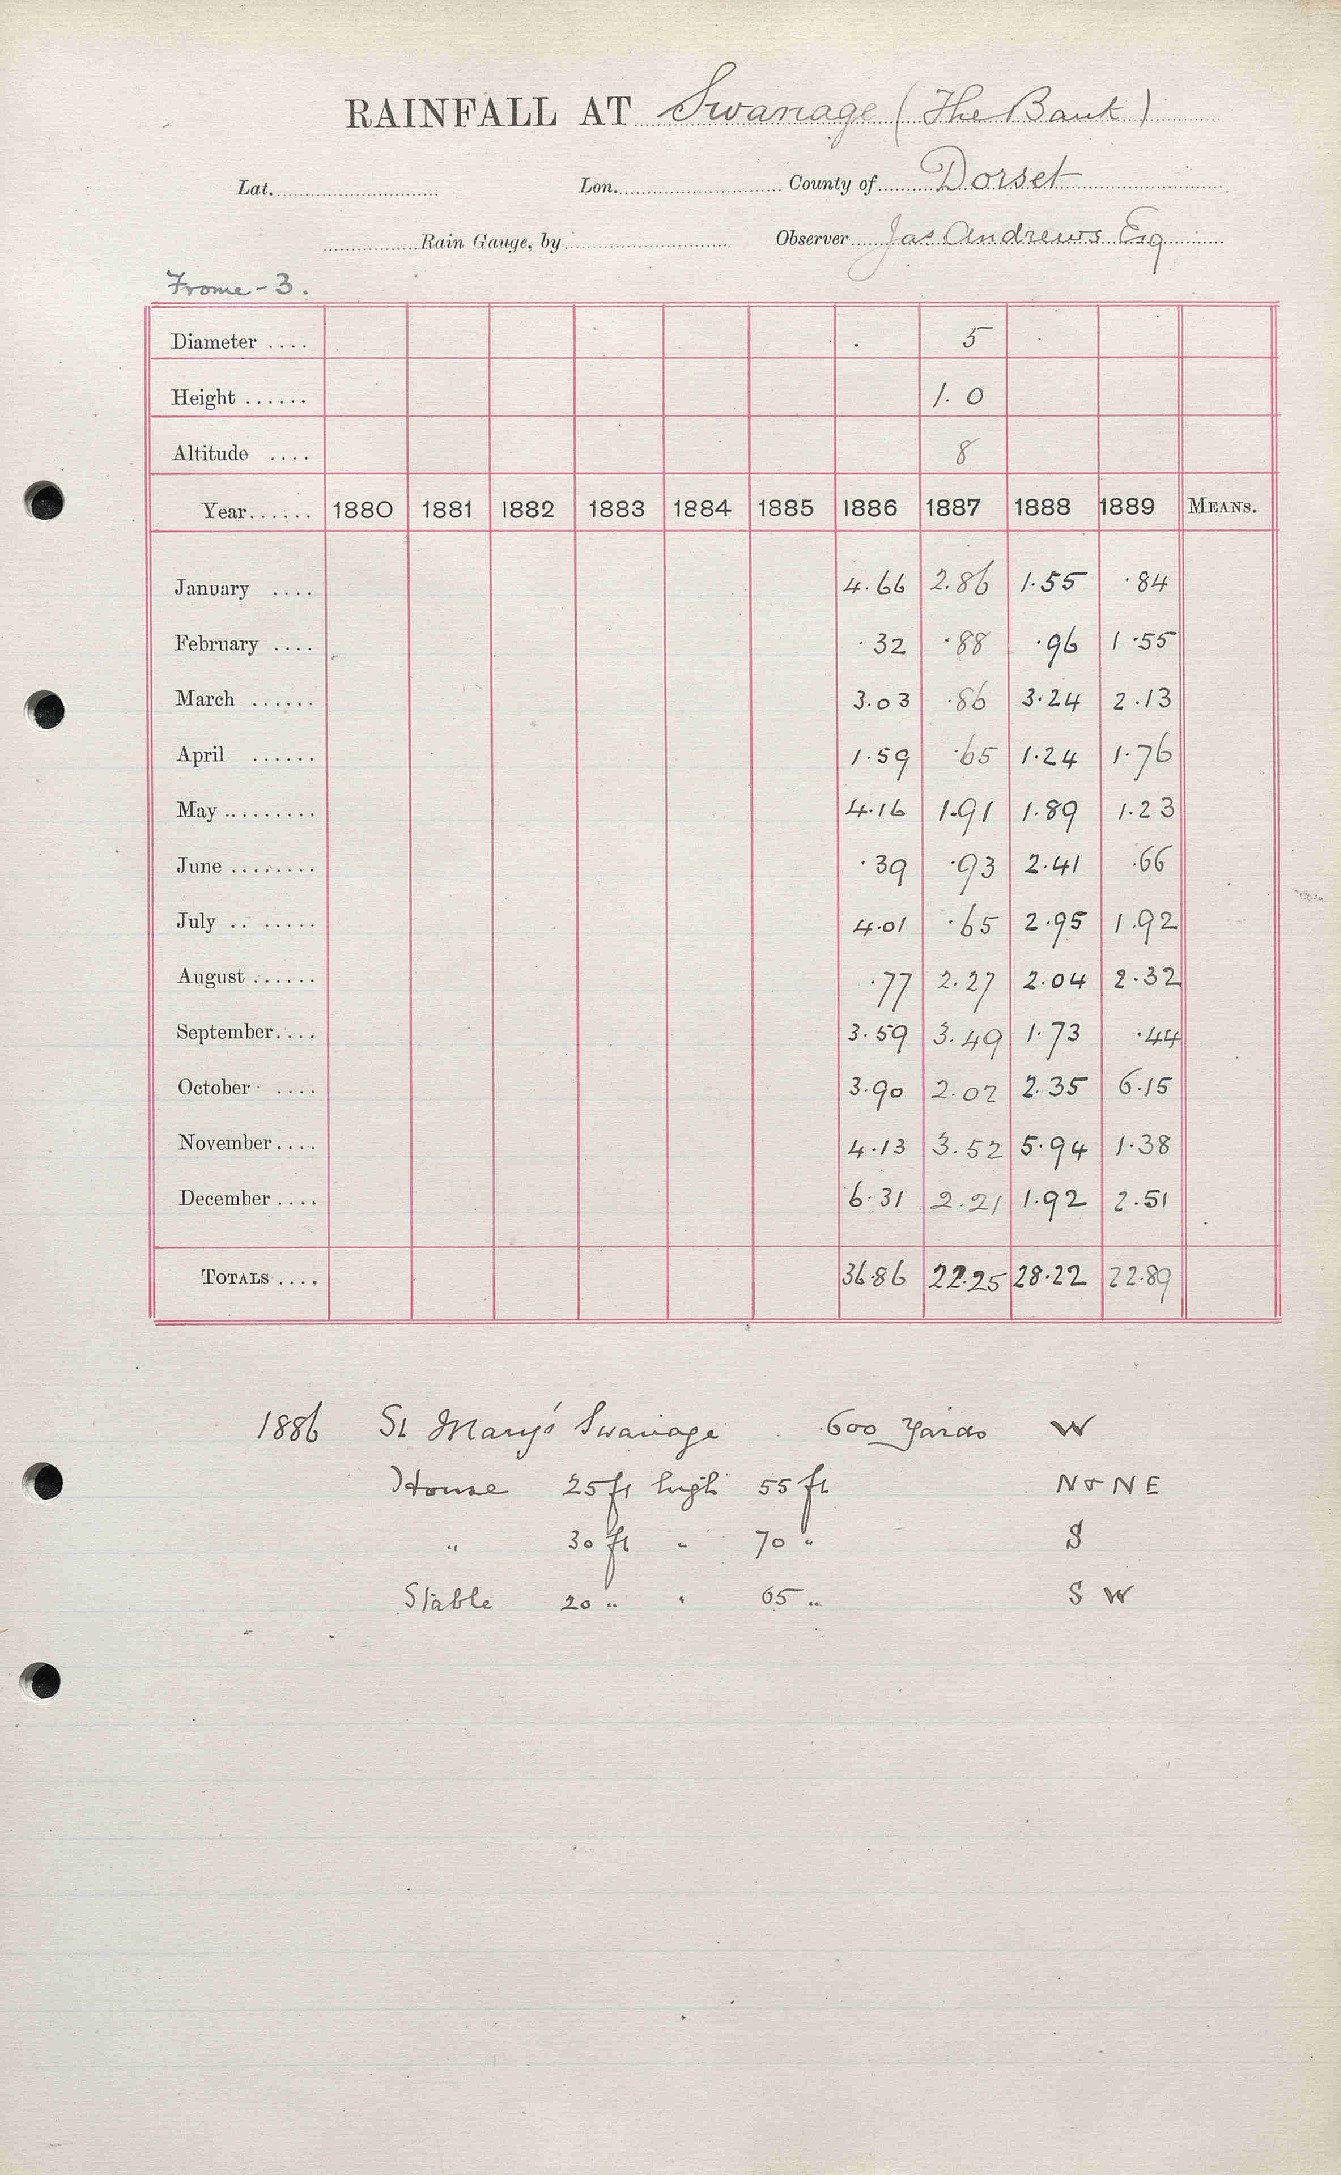 RAINFALL AT Swanage (The Bank)
Lat. Lon. County of Dorset
Rain Gauge, by Observer Jas Andrews Esq
Frome - 3.
Diameter .... 5
Height ...... 1.0
Altitude .... 8
Year...... 1880 1881 1882 1883 1884 1885 1886 1887 1888 1889 MEANS.
January .... 4.66 2.86 1.55 .84
February .... .32 .88 .96 1.55
March ...... 3.03 .86 3.24 2.13
April ...... 1.59 .65 1.24 1.76
May ......... 4.16 1.91 1.89 1.23
June ........ .39 .93 2.41 .66
July .. ..... 4.01 .65 2.95 1.92
August ...... .77 2.27 2.04 2.32
September.... 3.59 3.49 1.73 .44
October .... 3.90 2.02 2.35 6.15
November.... 4.13 3.52 5.94 1.38
December .... 6.31 2.21 1.92 2.51
TOTALS .... 36.86 22.25 28.22 22.89
1886 St Mary's Swanage 600 yards W
House 25 ft high 55 ft N & NE
" 30 ft " 70 " S
Stable 20 " " 65 " S W